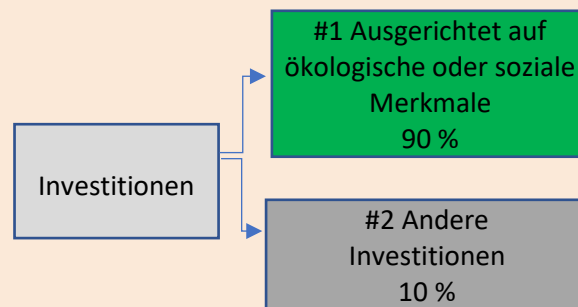 #1 Ausgerichtet auf
ökologische oder soziale
Merkmale
90 %
Investitionen
#2 Andere
Investitionen
10 %